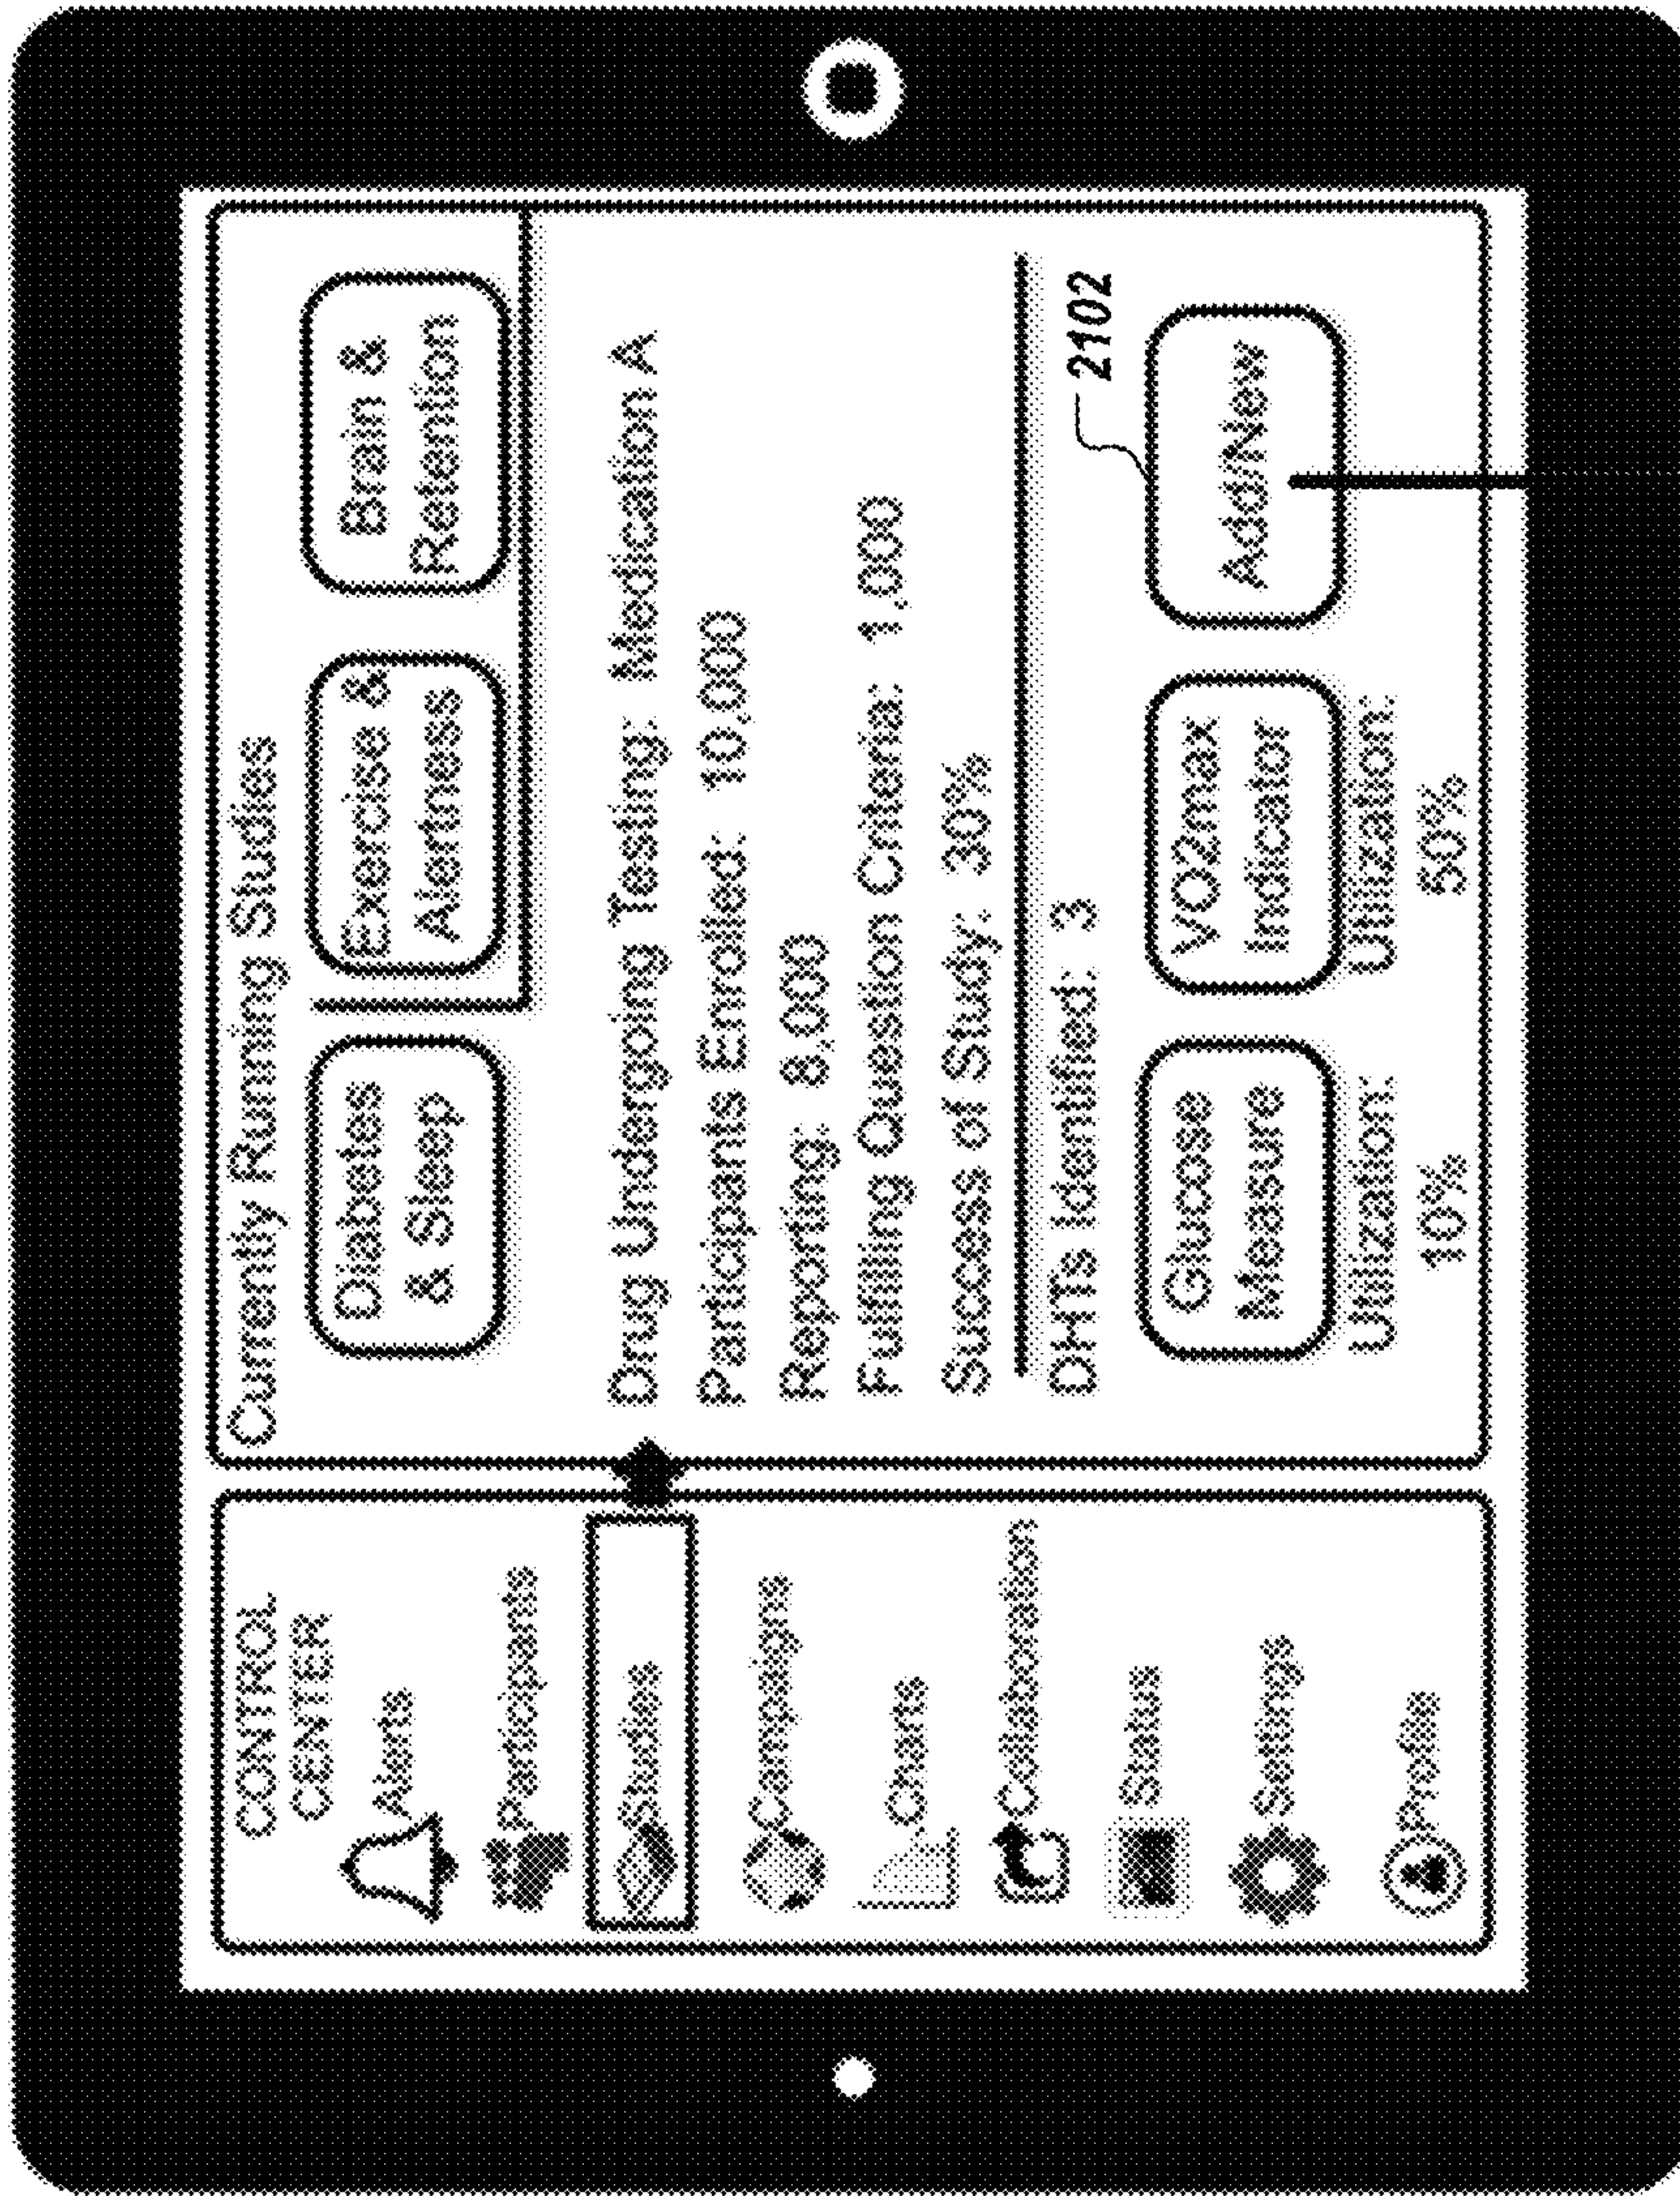 CONTROL
CENTER
Alerts
Participants
Studies
Campaigns
Charts
Collaboration
Status
Settings
Profile
Currently Running Studies
Diabetes
& Sleep
Exercise &
Alertness
Brain &
Retention
Drug Undergoing Testing: Medication A
Participants Enrolled: 10,000
Reporting: 8,000
Fulfilling Question Criteria: 1,000
Success of Study: 30%
DHTs Identified: 3
2102
Glucose
Measure
Utilization:
10%
VO2max
Indicator
Utilization:
50%
Add/New